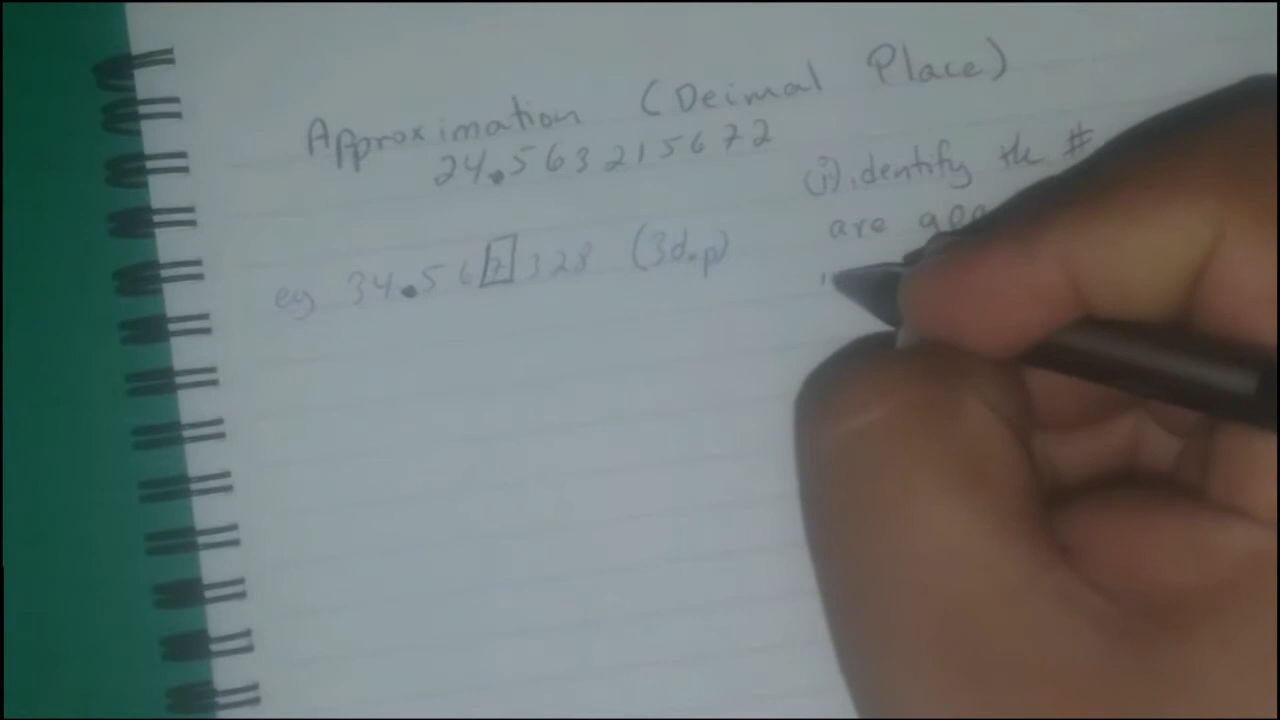 Approximation (Deimal Place)
24.563215672
eg 34.567328 (3d.p)
(i) identify the #
are